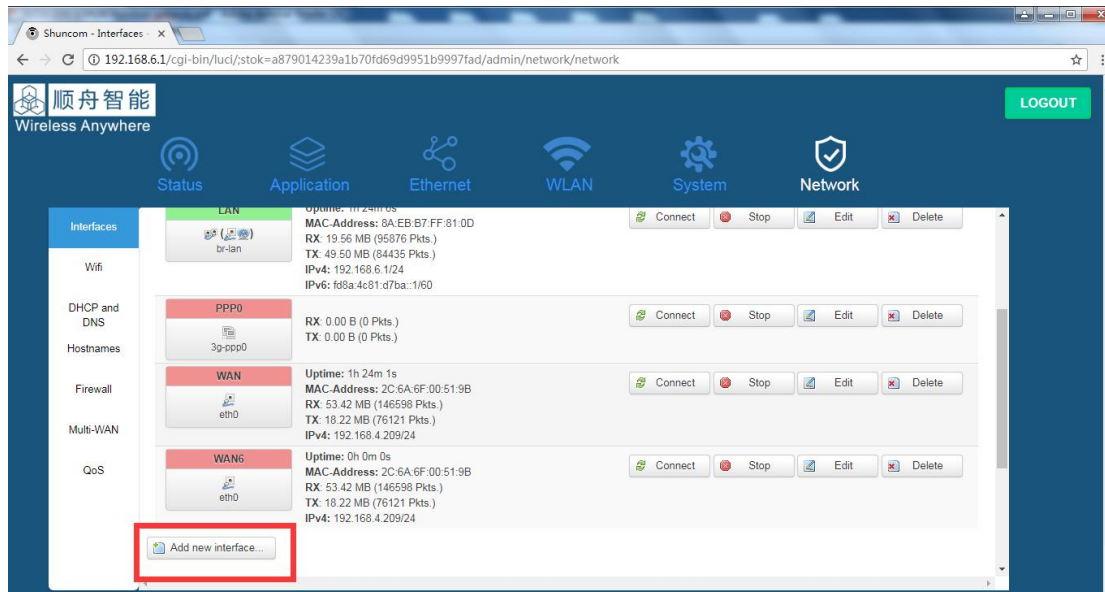 Shuncom - Interfaces -
192.168.6.1/cgi-bin/luci/;stok=a879014239a1b70fd69d9951b9997fad/admin/network/network
顺舟智能
Wireless Anywhere
LOGOUT
Status Application Ethernet WLAN System Network
Interfaces
Wifi
DHCP and
DNS
Hostnames
Firewall
Multi-WAN
QoS
LAN
br-lan
Uptime: 1h 24m 6s
MAC-Address: 8A:EB:B7:FF:81:0D
RX: 19.56 MB (95876 Pkts.)
TX: 49.50 MB (84435 Pkts.)
IPv4: 192.168.6.1/24
IPv6: fd8a:4c81:d7ba::1/60
Connect Stop Edit Delete
PPP0
3g-ppp0
RX: 0.00 B (0 Pkts.)
TX: 0.00 B (0 Pkts.)
Connect Stop Edit Delete
WAN
eth0
Uptime: 1h 24m 1s
MAC-Address: 2C:6A:6F:00:51:9B
RX: 53.42 MB (146598 Pkts.)
TX: 18.22 MB (76121 Pkts.)
IPv4: 192.168.4.209/24
Connect Stop Edit Delete
WAN6
eth0
Uptime: 0h 0m 0s
MAC-Address: 2C:6A:6F:00:51:9B
RX: 53.42 MB (146598 Pkts.)
TX: 18.22 MB (76121 Pkts.)
IPv4: 192.168.4.209/24
Connect Stop Edit Delete
Add new interface...